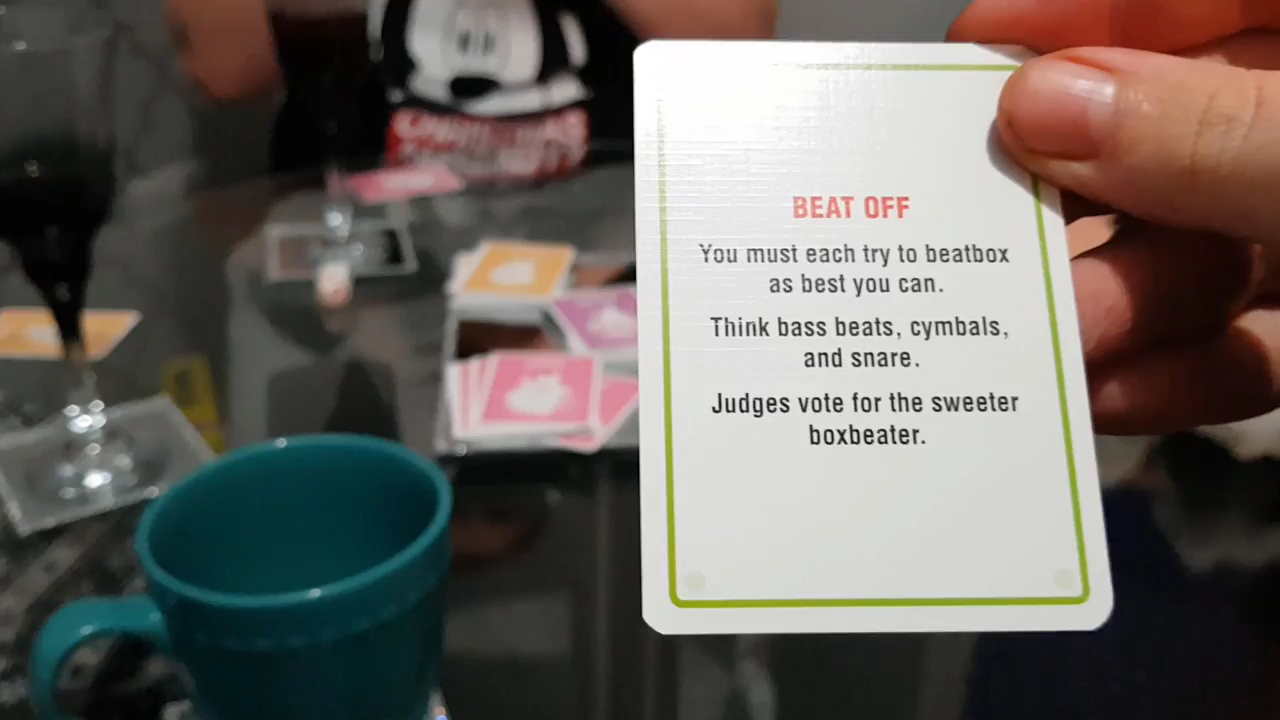 BEAT OFF
You must each try to beatbox
as best you can.
Think bass beats, cymbals,
and snare.
Judges vote for the sweeter
boxbeater.